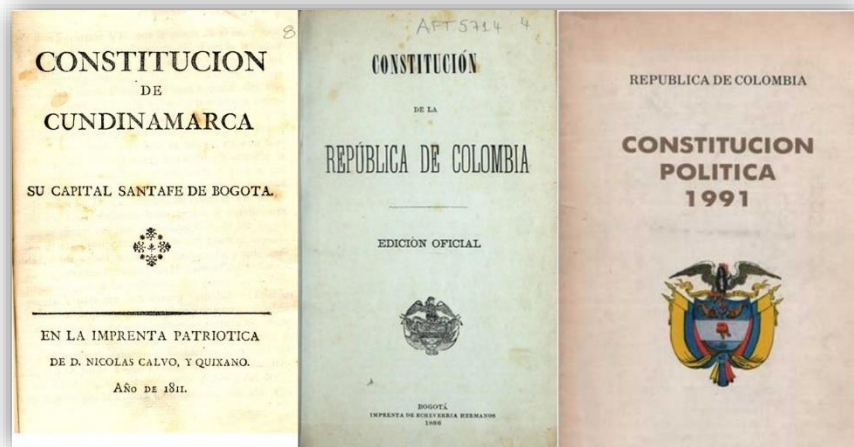 8
CONSTITUCION
DE
CUNDINAMARCA
SU CAPITAL SANTAFE DE BOGOTA.
EN LA IMPRENTA PATRIOTICA
DE D. NICOLAS CALVO, Y QUIXANO.
AÑO DE 1811.
APT5714 4
CONSTITUCIÓN
DE LA
REPÚBLICA DE COLOMBIA
EDICIÓN OFICIAL
BOGOTÁ
IMPRENTA DE ECHEVERRIA HERMANOS
1886
REPUBLICA DE COLOMBIA
CONSTITUCION
POLITICA
1991